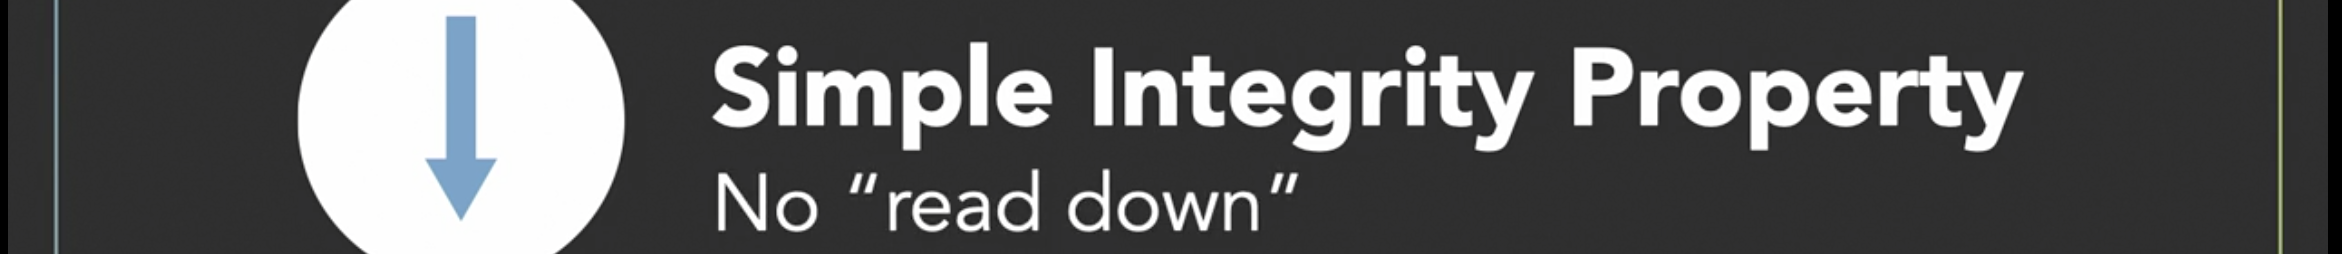 Simple Integrity Property
No “read down”